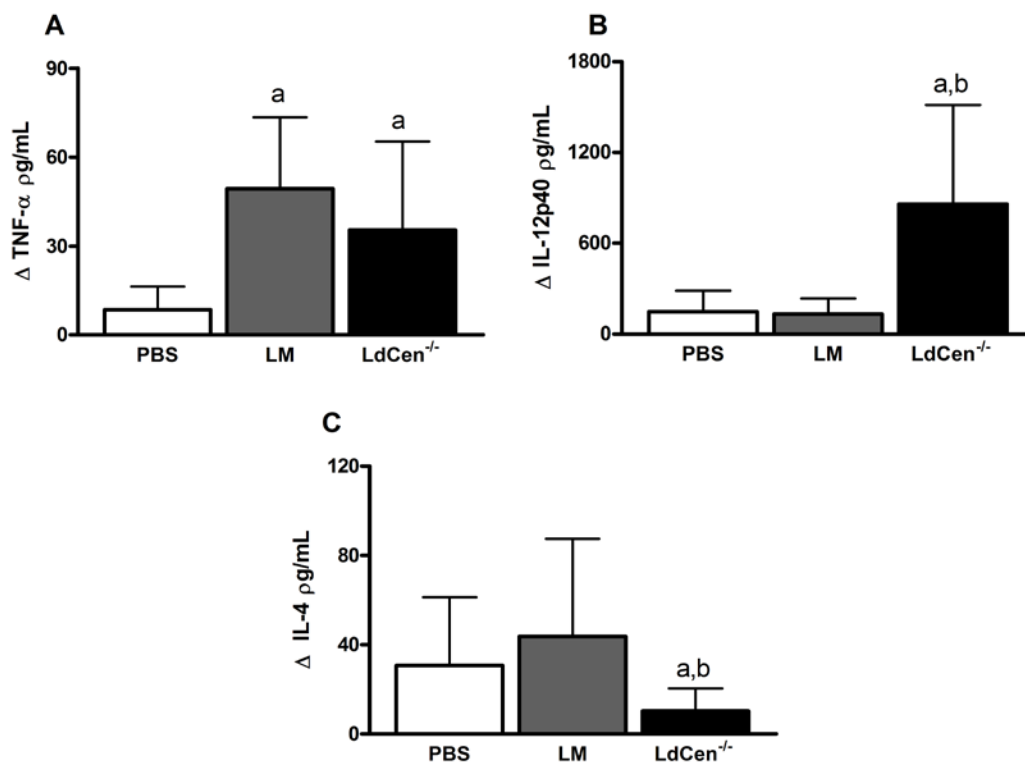 A
Δ TNF-α ρg/mL
90
60
30
0
a
a
PBS LM LdCen-/-
B
Δ IL-12p40 ρg/mL
1800
1200
600
0
a,b
PBS LM LdCen-/-
C
Δ IL-4 ρg/mL
120
80
40
0
a,b
PBS LM LdCen-/-